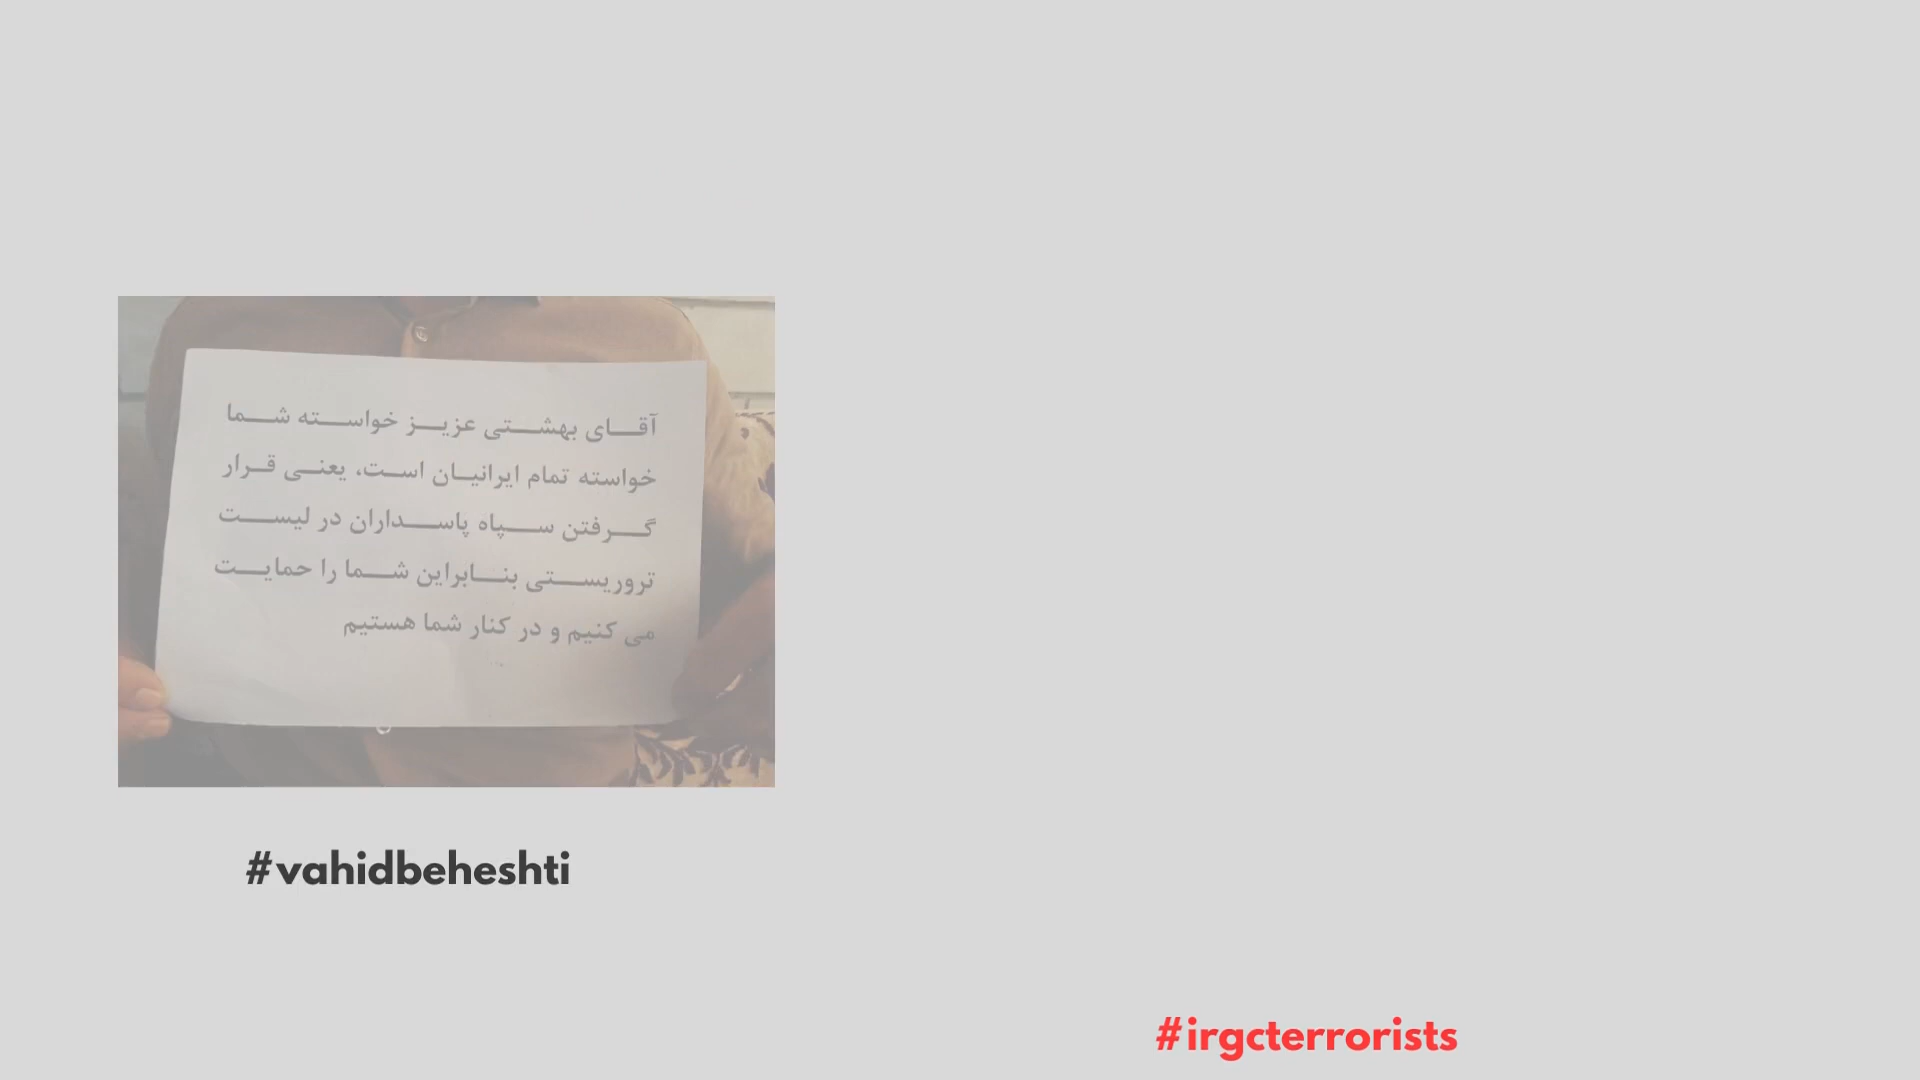 آقای بهشتی عزیز خواسته شما
خواسته تمام ایرانیان است، یعنی قرار
گرفتن سپاه پاسداران در لیست
تروریستی بنابراین شما را حمایت
می کنیم و در کنار شما هستیم
#vahidbeheshti
#irgcterrorists